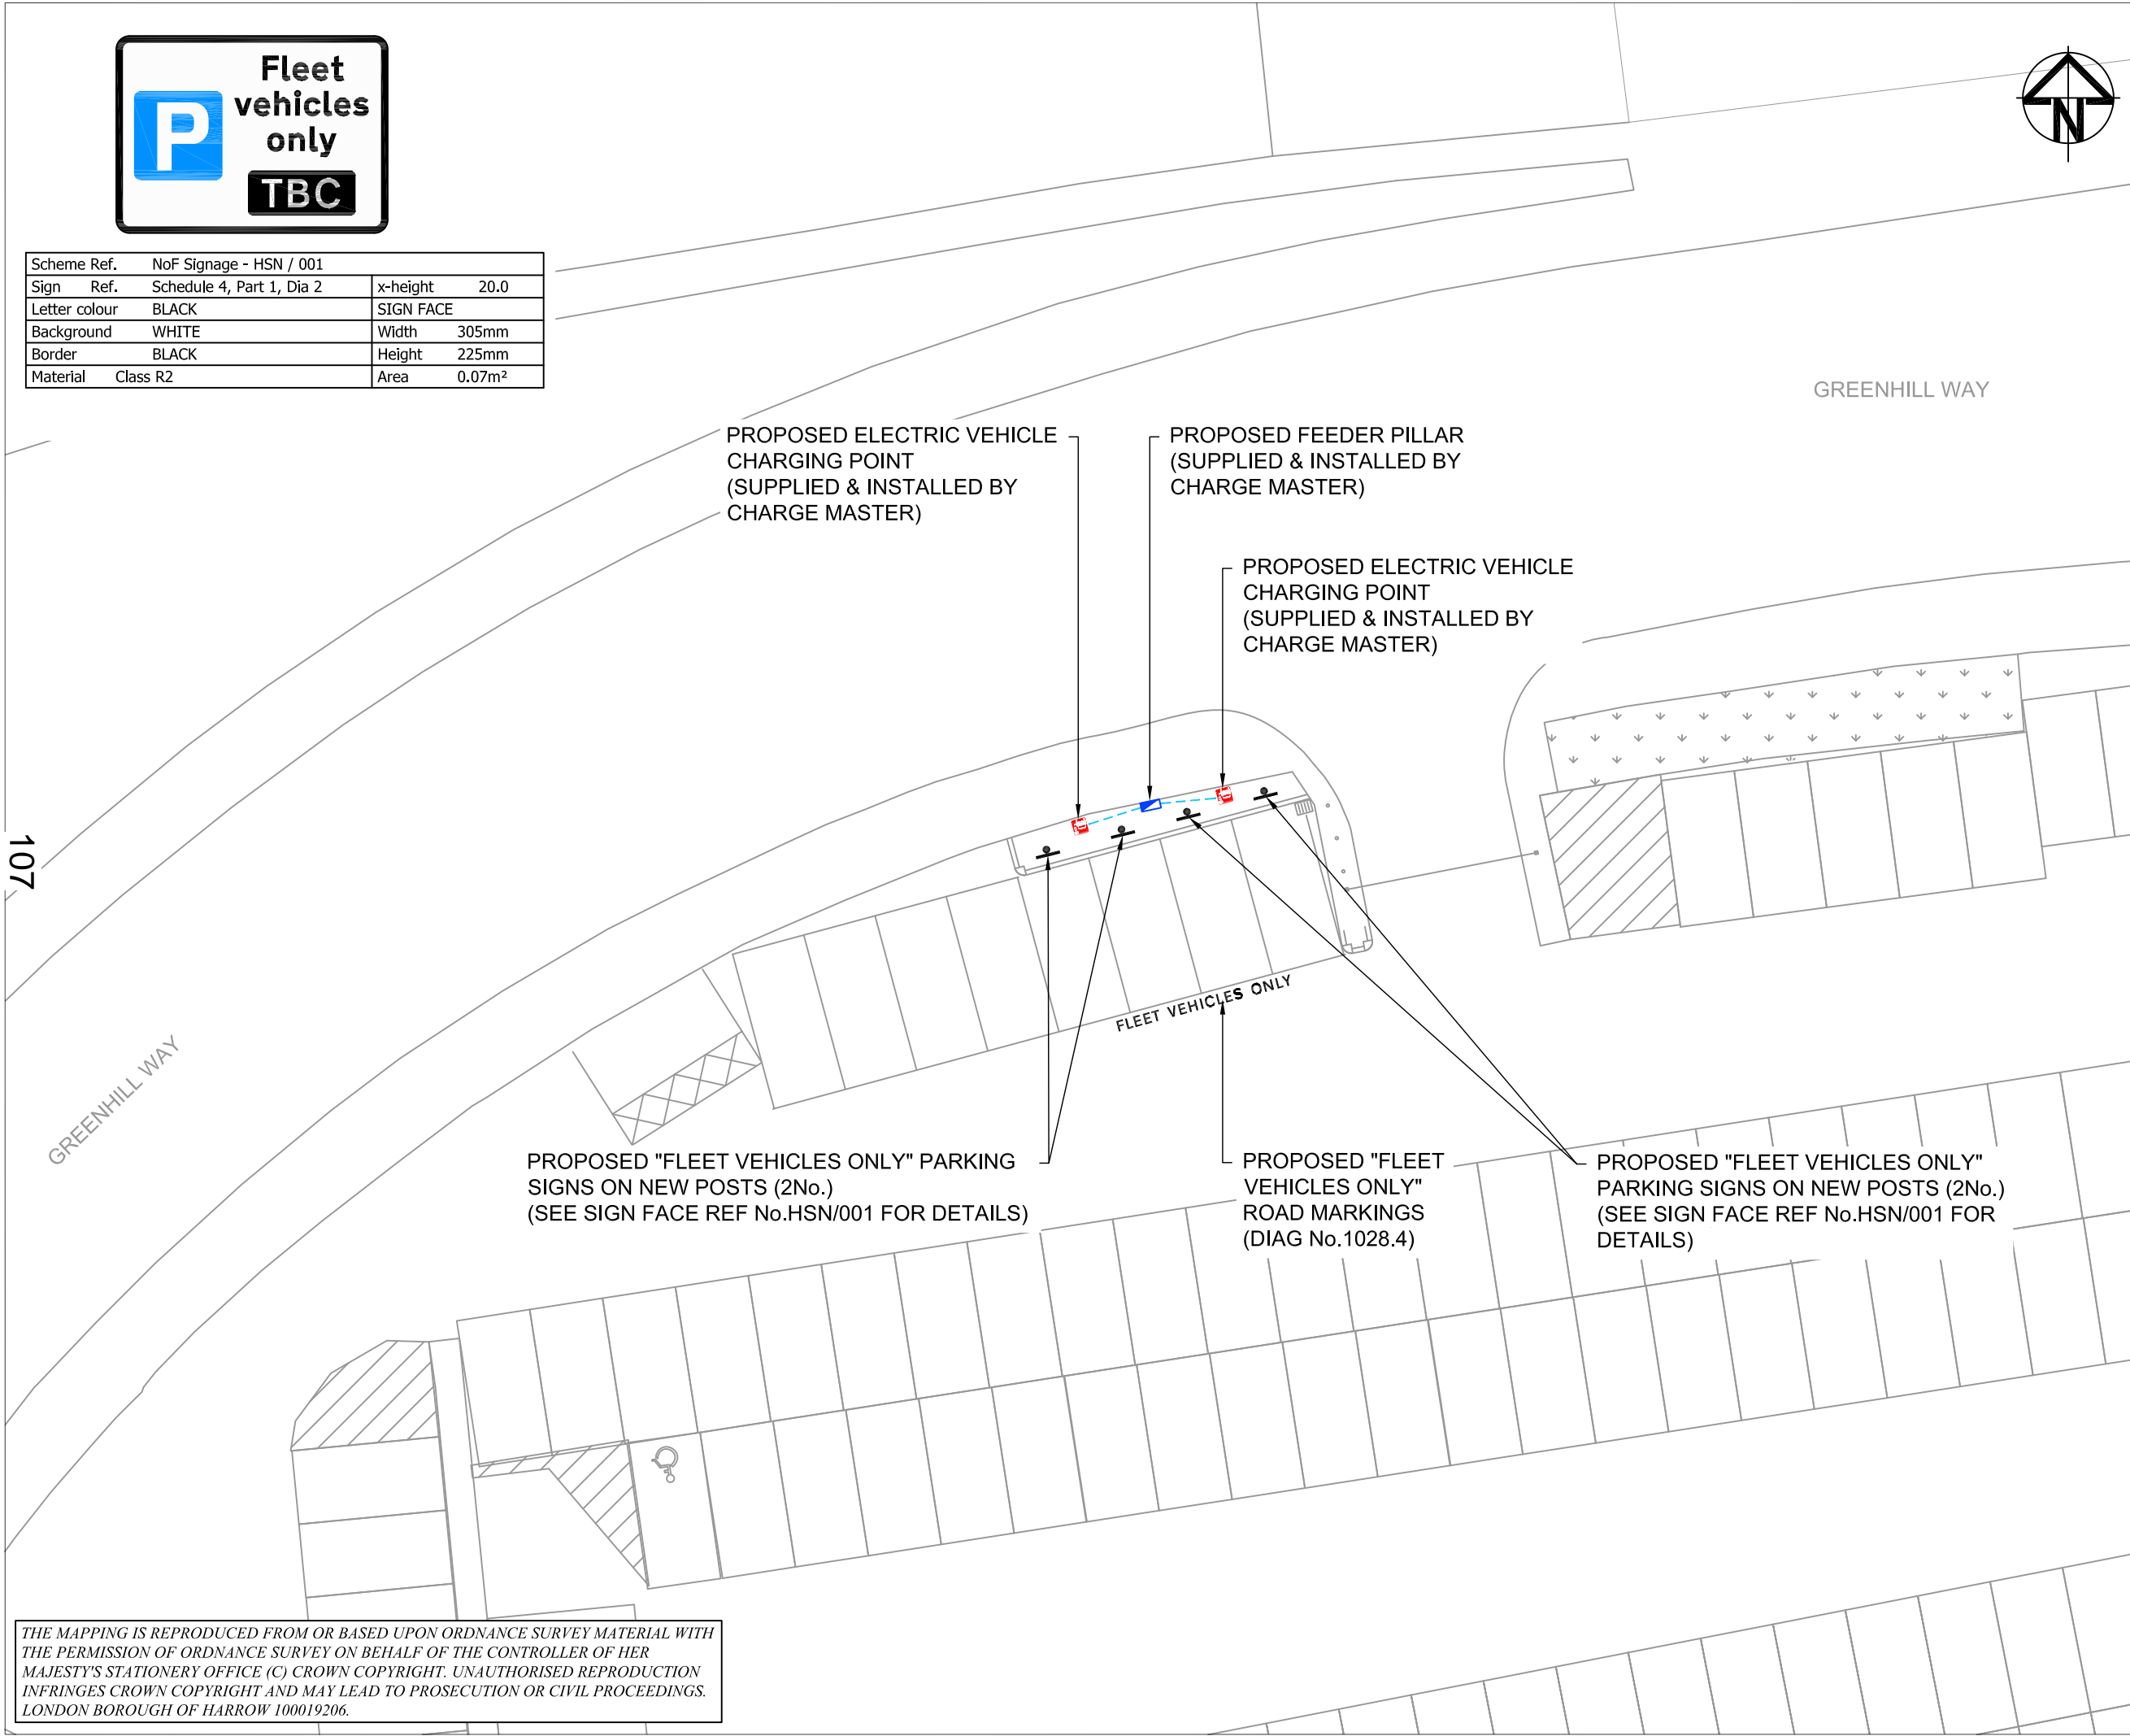 Fleet
vehicles
only
P
TBC
N
Scheme Ref. NoF Signage - HSN / 001
Sign Ref. Schedule 4, Part 1, Dia 2 x-height 20.0
Letter colour BLACK SIGN FACE
Background WHITE Width 305mm
Border BLACK Height 225mm
Material Class R2 Area 0.07m²
GREENHILL WAY
PROPOSED ELECTRIC VEHICLE
CHARGING POINT
(SUPPLIED & INSTALLED BY
CHARGE MASTER)
PROPOSED FEEDER PILLAR
(SUPPLIED & INSTALLED BY
CHARGE MASTER)
PROPOSED ELECTRIC VEHICLE
CHARGING POINT
(SUPPLIED & INSTALLED BY
CHARGE MASTER)
107
FLEET VEHICLES ONLY
GREENHILL WAY
PROPOSED "FLEET VEHICLES ONLY" PARKING
SIGNS ON NEW POSTS (2No.)
(SEE SIGN FACE REF No.HSN/001 FOR DETAILS)
PROPOSED "FLEET
VEHICLES ONLY"
ROAD MARKINGS
(DIAG No.1028.4)
PROPOSED "FLEET VEHICLES ONLY"
PARKING SIGNS ON NEW POSTS (2No.)
(SEE SIGN FACE REF No.HSN/001 FOR
DETAILS)
THE MAPPING IS REPRODUCED FROM OR BASED UPON ORDNANCE SURVEY MATERIAL WITH
THE PERMISSION OF ORDNANCE SURVEY ON BEHALF OF THE CONTROLLER OF HER
MAJESTY'S STATIONERY OFFICE (C) CROWN COPYRIGHT. UNAUTHORISED REPRODUCTION
INFRINGES CROWN COPYRIGHT AND MAY LEAD TO PROSECUTION OR CIVIL PROCEEDINGS.
LONDON BOROUGH OF HARROW 100019206.